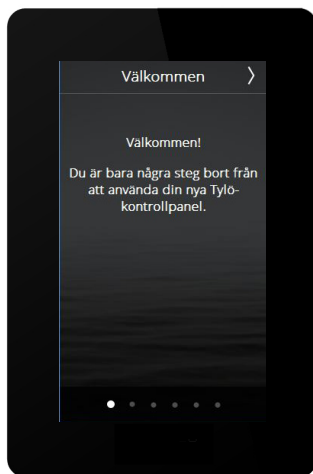 Välkommen
Välkommen!
Du är bara några steg bort från
att använda din nya Tylö-
kontrollpanel.